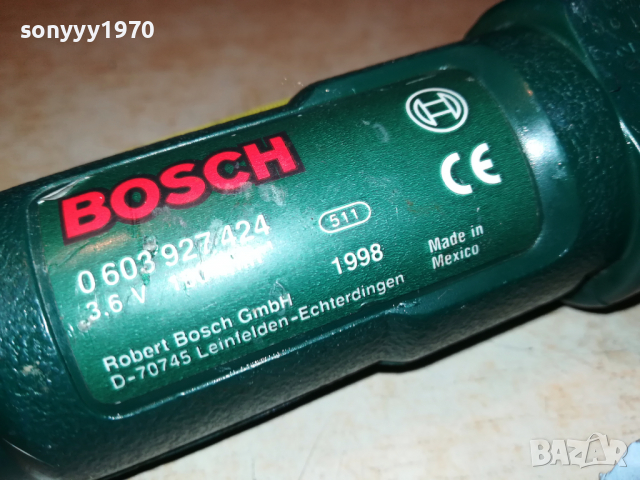 sonyyy1970
BOSCH
CE
0 603 927 424
511
3.6 V
1998
Made in
Mexico
Robert Bosch GmbH
D-70745 Leinfelden-Echterdingen
BAZAR